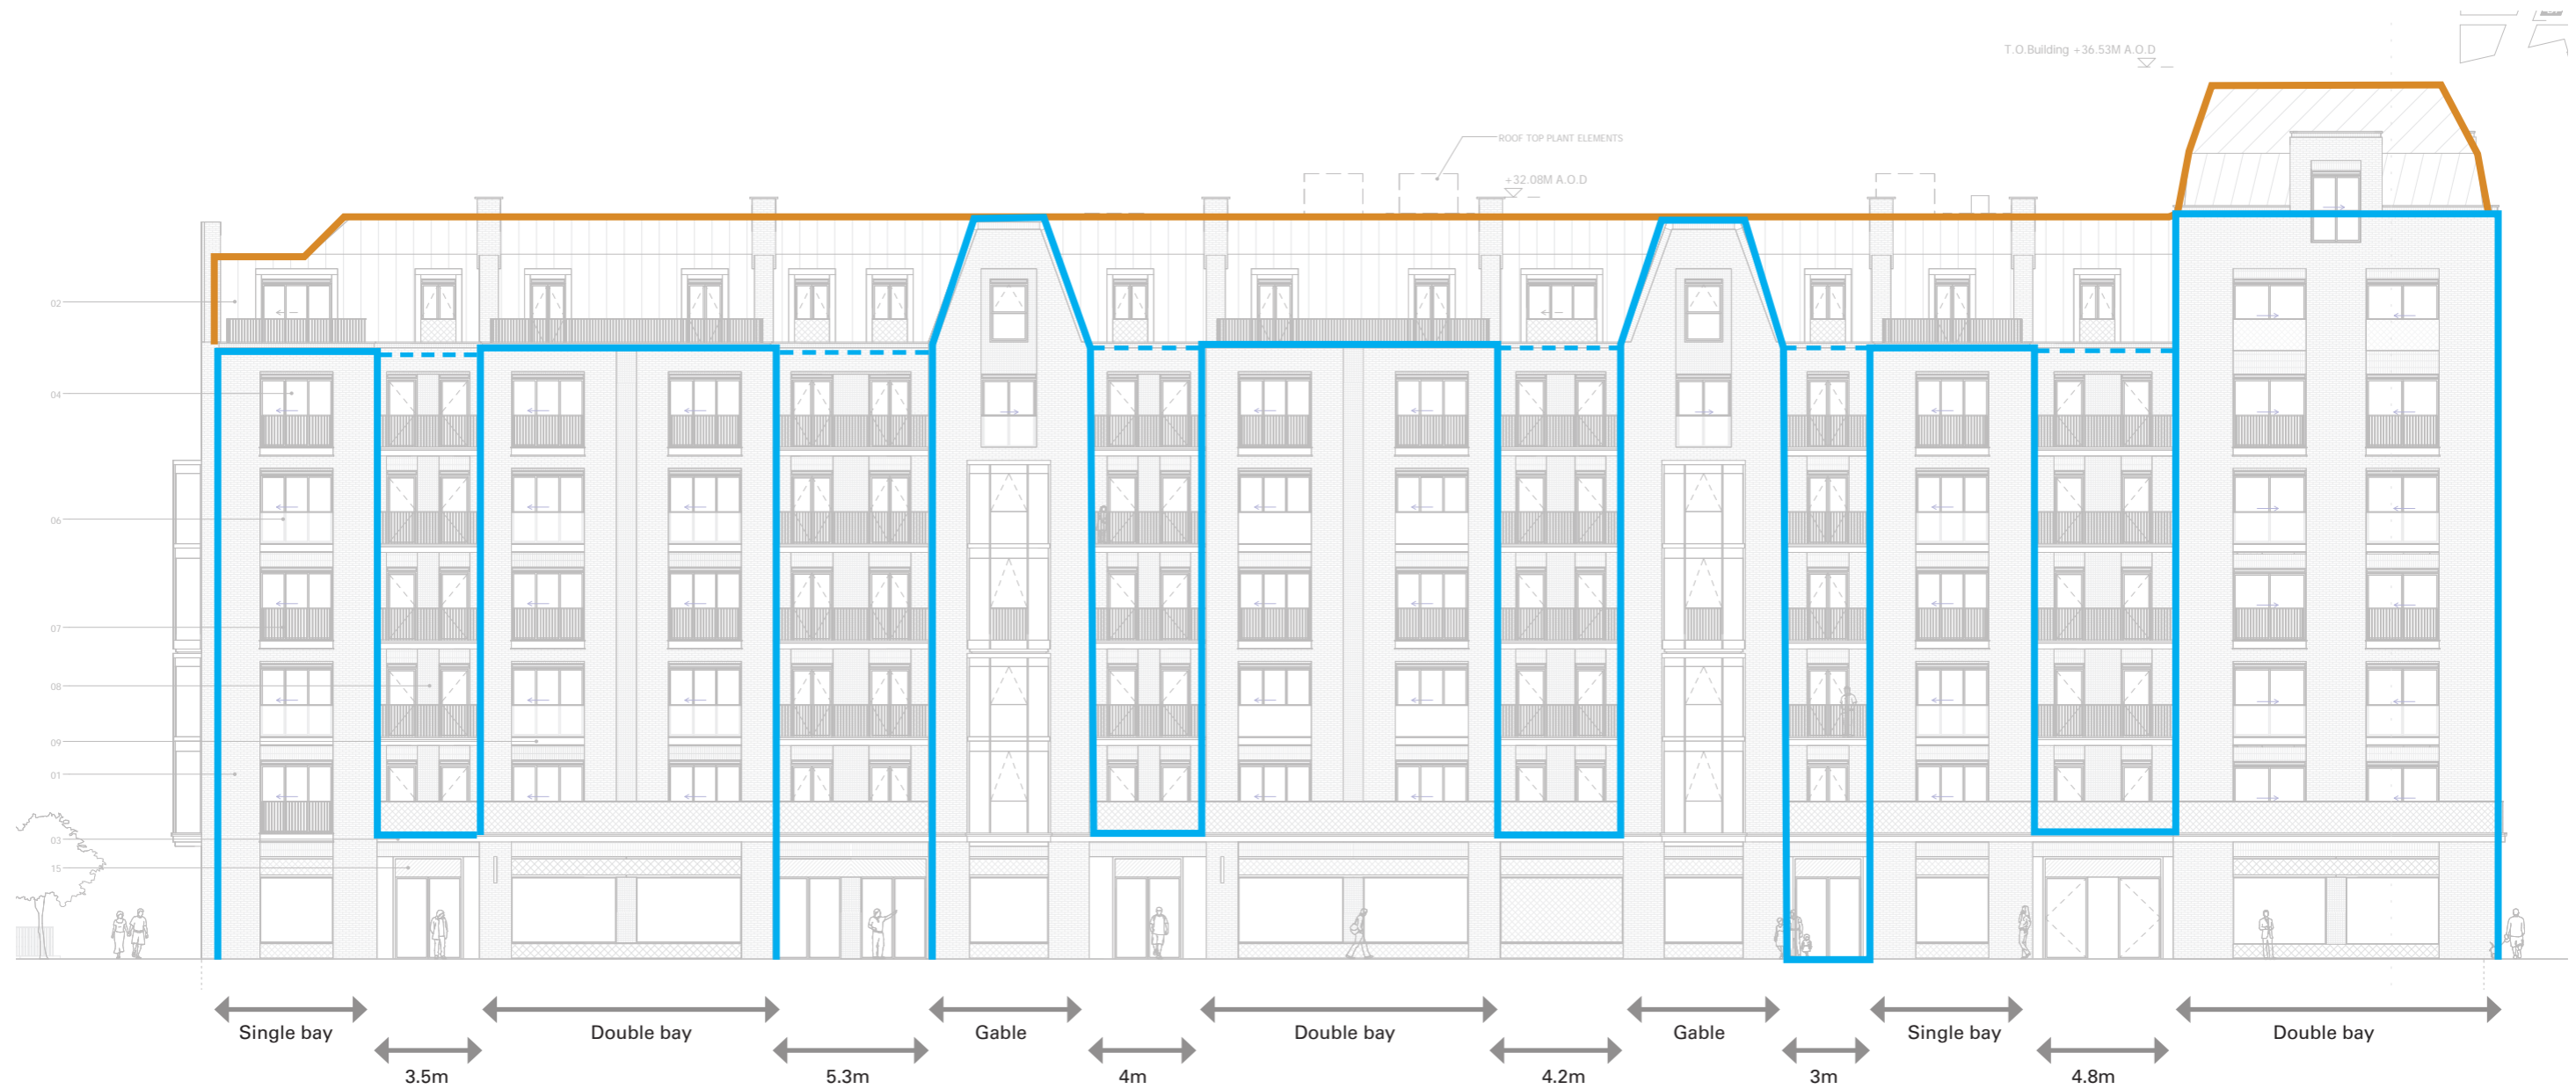 T.O.Building +36.53M A.O.D
ROOF TOP PLANT ELEMENTS
+32.08M A.O.D
02
04
06
07
08
09
01
03
15
Single bay
Double bay
Gable
Double bay
Gable
Single bay
Double bay
3.5m
5.3m
4m
4.2m
3m
4.8m